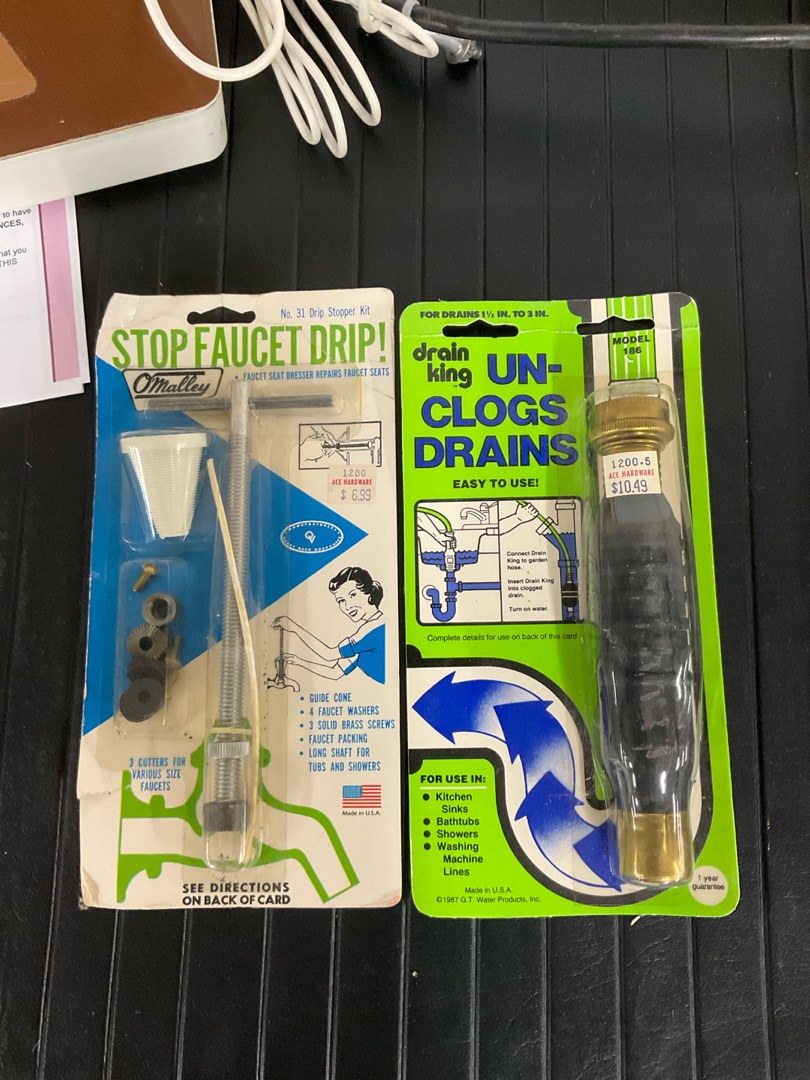 to have
NCES,
hat you
THIS
No. 31 Drip Stopper Kit
STOP FAUCET DRIP!
O'Malley
• FAUCET SEAT DRESSER REPAIRS FAUCET SEATS
1200
ACE HARDWARE
$ 6.99
• GUIDE CONE
• 4 FAUCET WASHERS
• 3 SOLID BRASS SCREWS
• FAUCET PACKING
• LONG SHAFT FOR
TUBS AND SHOWERS
3 CUTTERS FOR
VARIOUS SIZE
FAUCETS
Made in U.S.A.
SEE DIRECTIONS
ON BACK OF CARD
FOR DRAINS 1½ IN. TO 3 IN.
MODEL
186
drain
king TM
UN-
CLOGS
DRAINS
EASY TO USE!
1200.5
ACE HARDWARE
$10.49
Connect Drain
King to garden
hose.
Insert Drain King
into clogged
drain.
Turn on water.
Complete details for use on back of this card
FOR USE IN:
● Kitchen
Sinks
● Bathtubs
● Showers
● Washing
Machine
Lines
Made in U.S.A.
©1987 G.T. Water Products, Inc.
1 year
guarantee